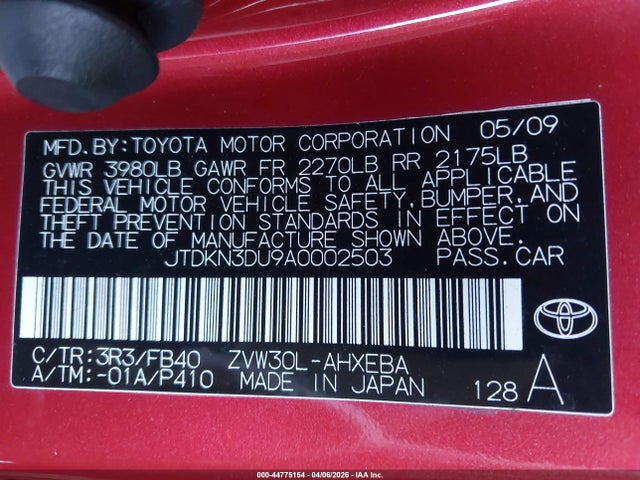 MFD.BY:TOYOTA MOTOR CORPORATION 05/09
GVWR 3980LB GAWR FR 2270LB RR 2175LB
THIS VEHICLE CONFORMS TO ALL APPLICABLE
FEDERAL MOTOR VEHICLE SAFETY,BUMPER,AND
THEFT PREVENTION STANDARDS IN EFFECT ON
THE DATE OF MANUFACTURE SHOWN ABOVE.
JTDKN3DU9A0002503 PASS.CAR
C/TR:3R3/FB40 ZVW30L-AHXEBA
A/TM:-01A/P410 MADE IN JAPAN 128 A
TOYOTA
000-44775154 - 04/06/2026 - IAA Inc.